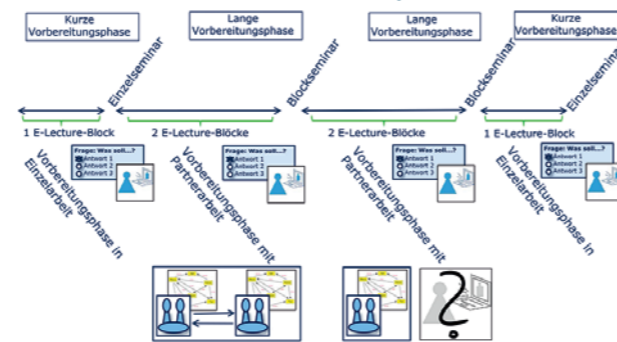 Kurze
Vorbereitungsphase
Lange
Vorbereitungsphase
Lange
Vorbereitungsphase
Kurze
Vorbereitungsphase
Einzelseminar
Blockseminar
Blockseminar
Einzelseminar
1 E-Lecture-Block
2 E-Lecture-Blöcke
2 E-Lecture-Blöcke
1 E-Lecture-Block
Frage: Was soll...?
Antwort 1
Antwort 2
Antwort 3
Frage: Was soll...?
Antwort 1
Antwort 2
Antwort 3
Frage: Was soll...?
Antwort 1
Antwort 2
Antwort 3
Frage: Was soll...?
Antwort 1
Antwort 2
Antwort 3
Vorbereitungsphase in
Einzelarbeit
Vorbereitungsphase mit
Partnerarbeit
Vorbereitungsphase mit
Partnerarbeit
Vorbereitungsphase in
Einzelarbeit
?